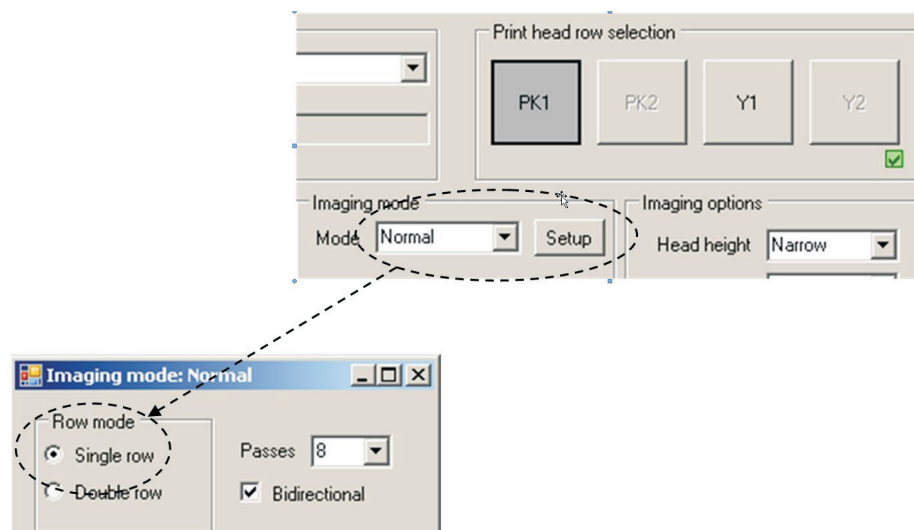 Print head row selection
PK1 PK2 Y1 Y2
Imaging mode
Mode Normal Setup
Imaging options
Head height Narrow
Imaging mode: Normal
Row mode
Single row
Double row
Passes 8
Bidirectional